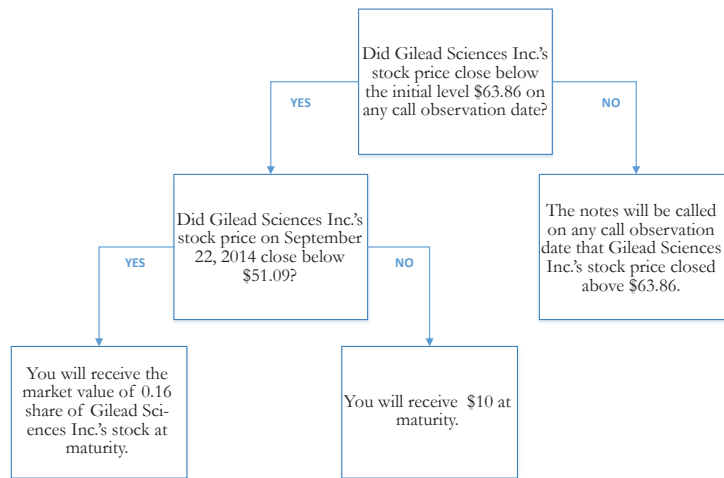 Did Gilead Sciences Inc.'s
stock price close below
the initial level $63.86 on
any call observation date?
YES
NO
Did Gilead Sciences Inc.'s
stock price on September
22, 2014 close below
$51.09?
The notes will be called
on any call observation
date that Gilead Sciences
Inc.'s stock price closed
above $63.86.
YES
NO
You will receive the
market value of 0.16
share of Gilead Sci-
ences Inc.'s stock at
maturity.
You will receive $10 at
maturity.